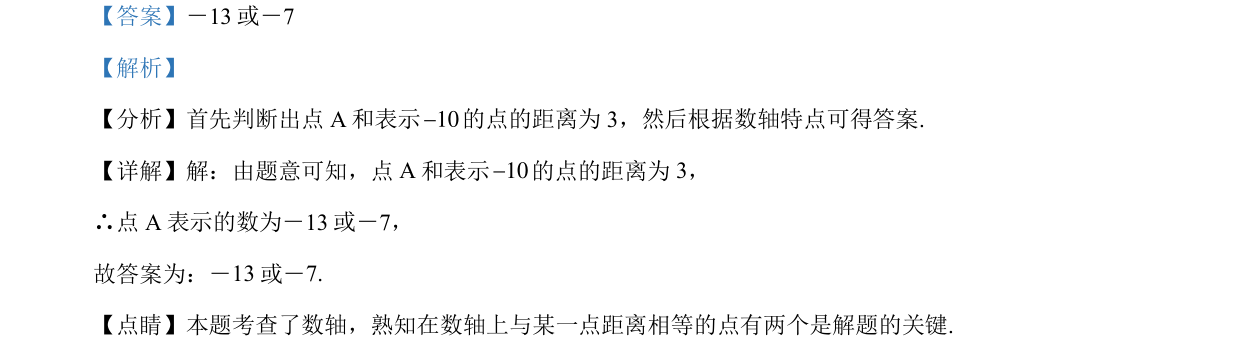 【答案】－13 或－7
【解析】
【分析】首先判断出点 A 和表示 −10 的点的距离为 3，然后根据数轴特点可得答案.
【详解】解：由题意可知，点 A 和表示 −10 的点的距离为 3，
∴点 A 表示的数为－13 或－7，
故答案为：－13 或－7.
【点睛】本题考查了数轴，熟知在数轴上与某一点距离相等的点有两个是解题的关键.